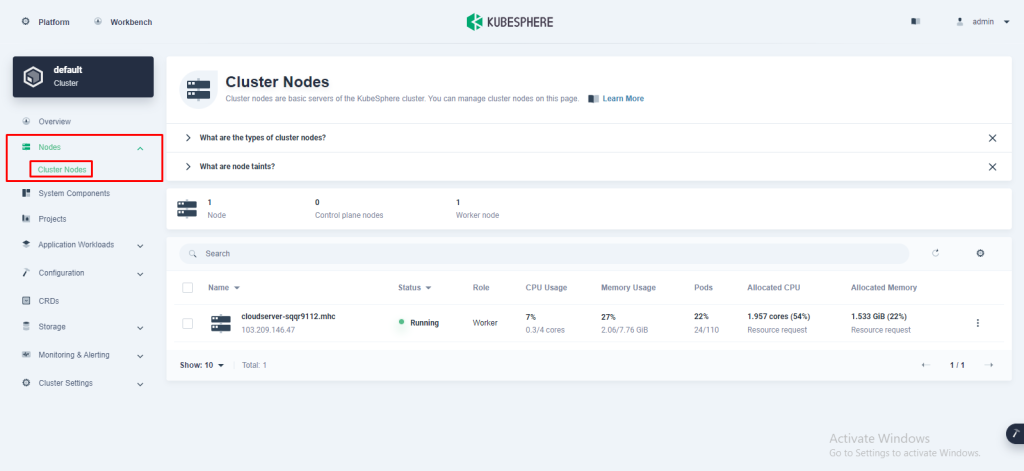 Platform
Workbench
KUBESPHERE
admin
default
Cluster
Overview
Nodes
Cluster Nodes
System Components
Projects
Application Workloads
Configuration
CRDs
Storage
Monitoring & Alerting
Cluster Settings
Cluster Nodes
Cluster nodes are basic servers of the KubeSphere cluster. You can manage cluster nodes on this page. Learn More
What are the types of cluster nodes?
What are node taints?
1 0 1
Node Control plane nodes Worker node
Search
Name Status Role CPU Usage Memory Usage Pods Allocated CPU Allocated Memory
cloudserver-sqqr9112.mhc Running Worker 7% 27% 22% 1.957 cores (54%) 1.533 GiB (22%)
103.209.146.47 0.3/4 cores 2.06/7.76 GiB 24/110 Resource request Resource request
Show: 10 Total: 1 1 / 1
Activate Windows
Go to Settings to activate Windows.